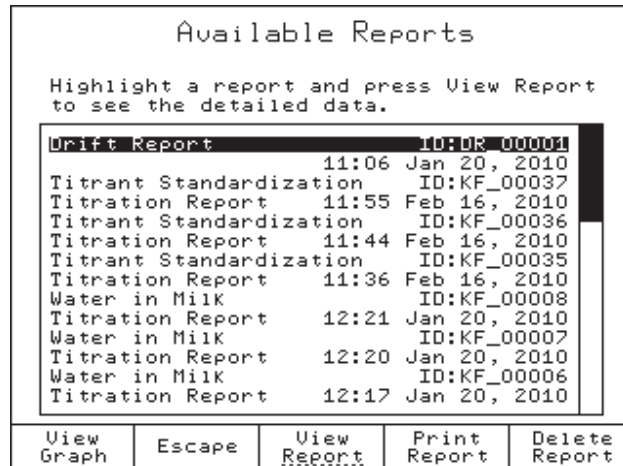 Available Reports
Highlight a report and press View Report
to see the detailed data.
Drift Report ID:DR_00001
11:06 Jan 20, 2010
Titrant Standardization ID:KF_00037
Titration Report 11:55 Feb 16, 2010
Titrant Standardization ID:KF_00036
Titration Report 11:44 Feb 16, 2010
Titrant Standardization ID:KF_00035
Titration Report 11:36 Feb 16, 2010
Water in Milk ID:KF_00008
Titration Report 12:21 Jan 20, 2010
Water in Milk ID:KF_00007
Titration Report 12:20 Jan 20, 2010
Water in Milk ID:KF_00006
Titration Report 12:17 Jan 20, 2010
View Graph
Escape
View Report
Print Report
Delete Report